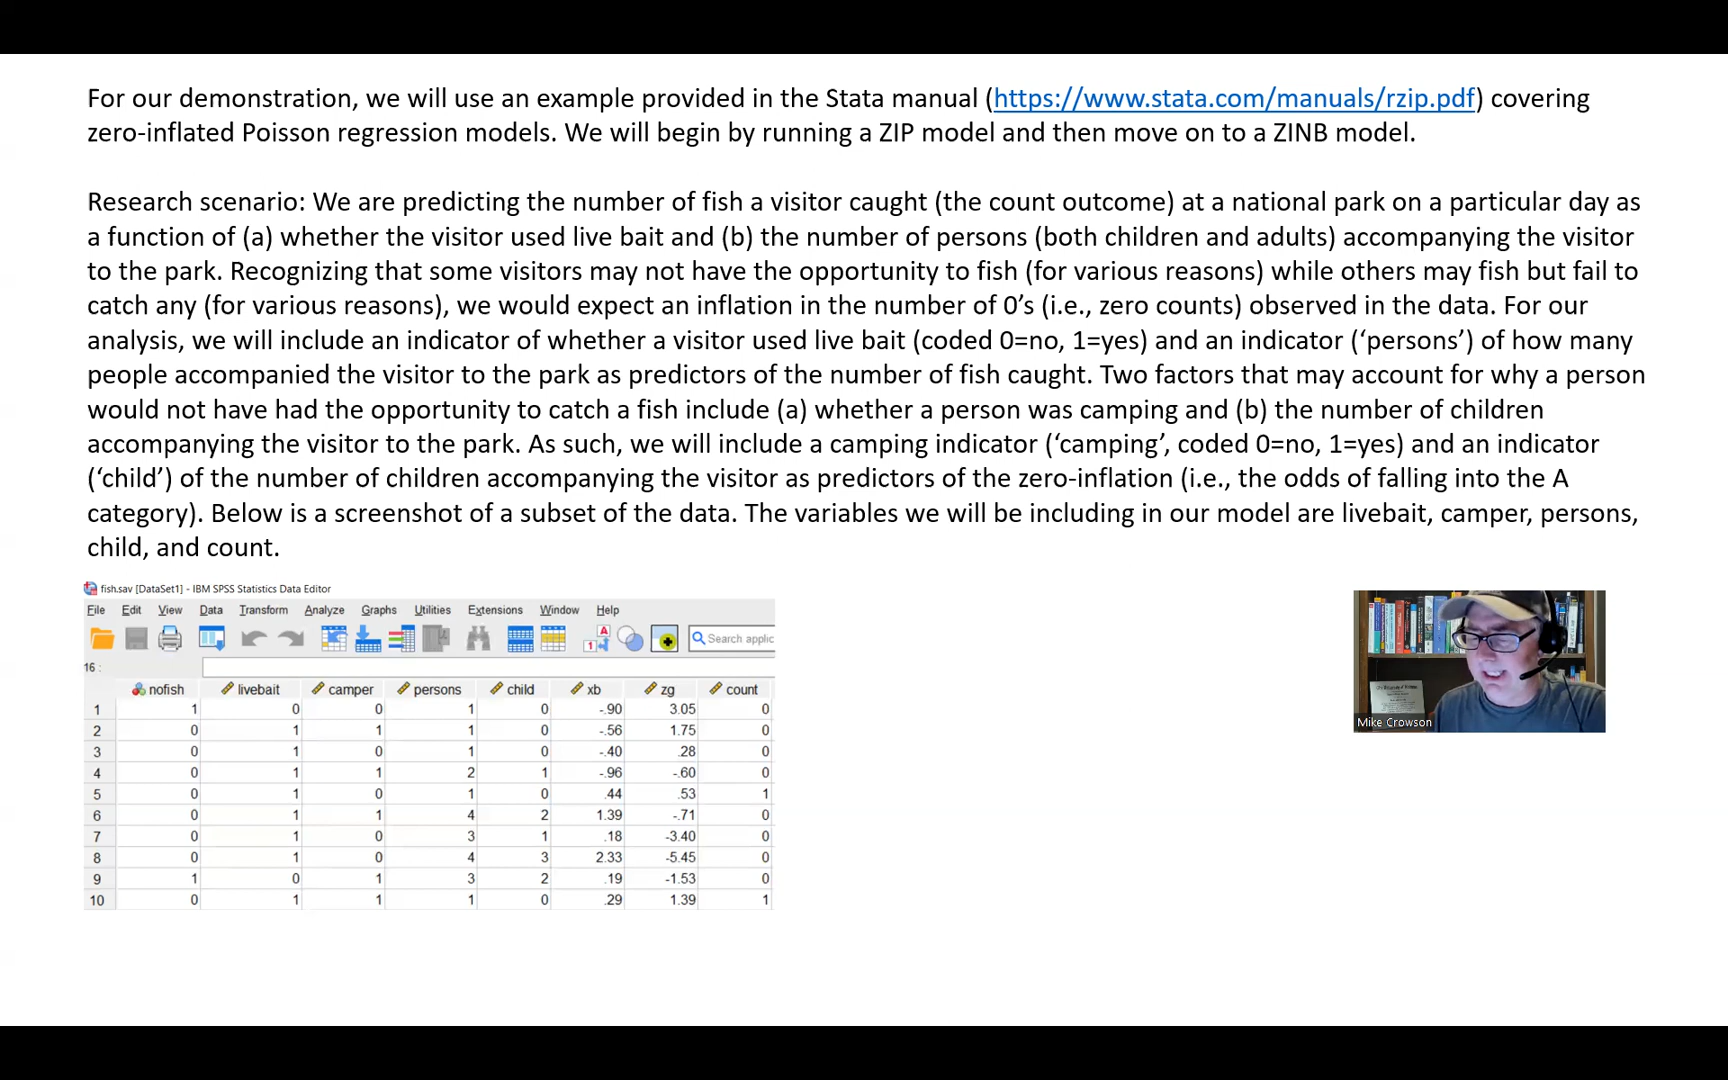 For our demonstration, we will use an example provided in the Stata manual (https://www.stata.com/manuals/rzip.pdf) covering
zero-inflated Poisson regression models. We will begin by running a ZIP model and then move on to a ZINB model.
Research scenario: We are predicting the number of fish a visitor caught (the count outcome) at a national park on a particular day as
a function of (a) whether the visitor used live bait and (b) the number of persons (both children and adults) accompanying the visitor
to the park. Recognizing that some visitors may not have the opportunity to fish (for various reasons) while others may fish but fail to
catch any (for various reasons), we would expect an inflation in the number of 0’s (i.e., zero counts) observed in the data. For our
analysis, we will include an indicator of whether a visitor used live bait (coded 0=no, 1=yes) and an indicator (‘persons’) of how many
people accompanied the visitor to the park as predictors of the number of fish caught. Two factors that may account for why a person
would not have had the opportunity to catch a fish include (a) whether a person was camping and (b) the number of children
accompanying the visitor to the park. As such, we will include a camping indicator (‘camping’, coded 0=no, 1=yes) and an indicator
(‘child’) of the number of children accompanying the visitor as predictors of the zero-inflation (i.e., the odds of falling into the A
category). Below is a screenshot of a subset of the data. The variables we will be including in our model are livebait, camper, persons,
child, and count.
fish.sav [DataSet1] - IBM SPSS Statistics Data Editor
File Edit View Data Transform Analyze Graphs Utilities Extensions Window Help
Search applic
16 :
nofish livebait camper persons child xb zg count
1 1 0 0 1 0 -.90 3.05 0
2 0 1 1 1 0 -.56 1.75 0
3 0 1 0 1 0 -.40 .28 0
4 0 1 1 2 1 -.96 -.60 0
5 0 1 0 1 0 .44 .53 1
6 0 1 1 4 2 1.39 -.71 0
7 0 1 0 3 1 .18 -3.40 0
8 0 1 0 4 3 2.33 -5.45 0
9 1 0 1 3 2 .19 -1.53 0
10 0 1 1 1 0 .29 1.39 1
Mike Crowson